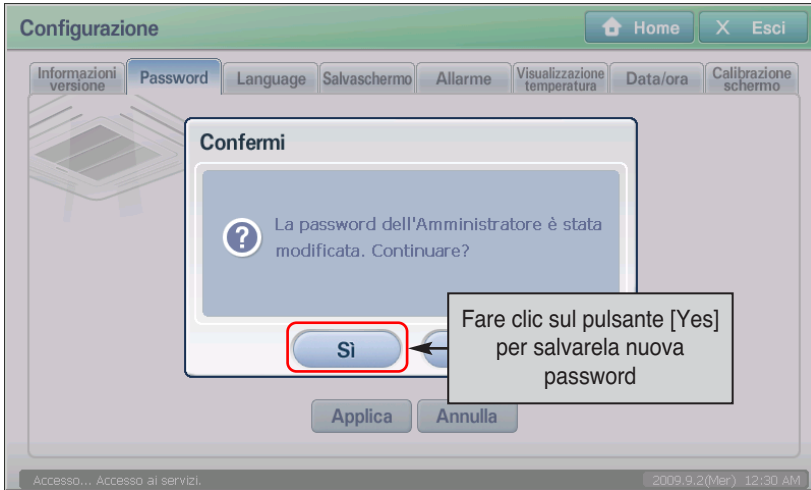 Configurazione
Home
X Esci
Informazioni
versione
Password
Language
Salvaschermo
Allarme
Visualizzazione
temperatura
Data/ora
Calibrazione
schermo
Confermi
La password dell'Amministratore è stata
modificata. Continuare?
Sì
Fare clic sul pulsante [Yes]
per salvarela nuova
password
Applica
Annulla
Accesso... Accesso ai servizi.
2009.9.2(Mer) 12:30 AM